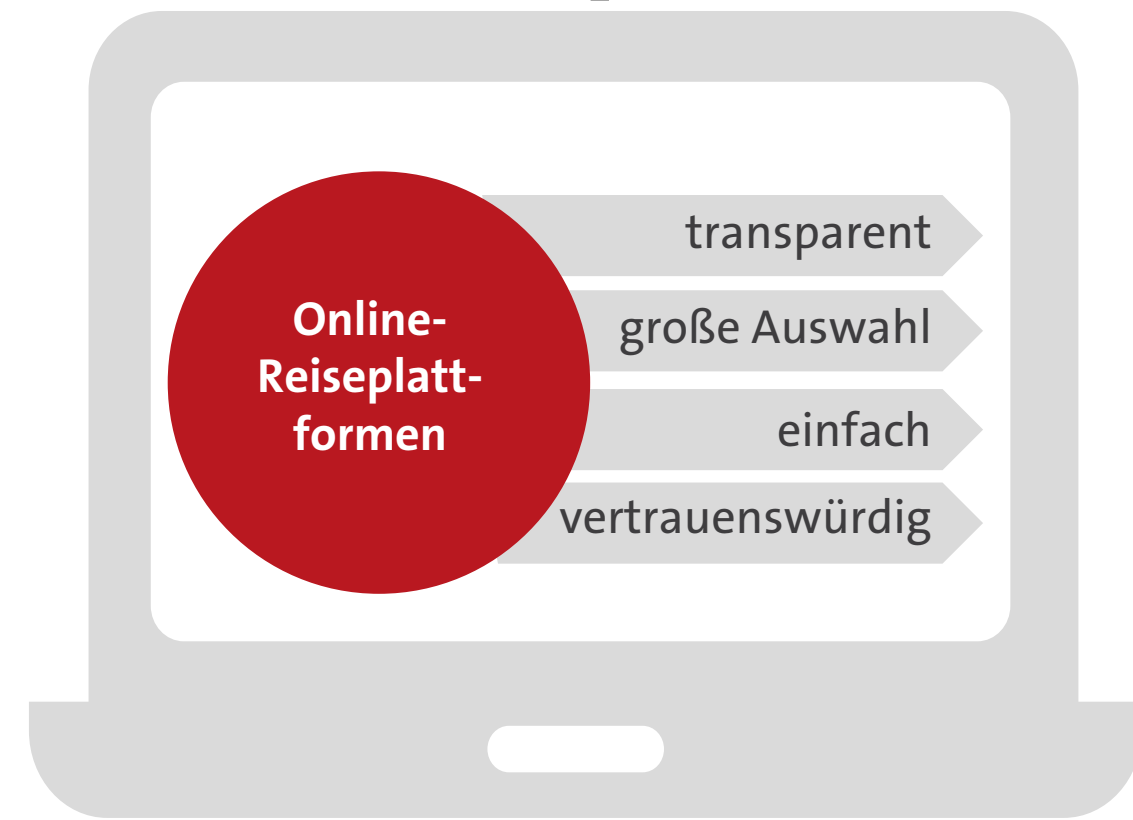 Online-
Reiseplatt-
formen
transparent
große Auswahl
einfach
vertrauenswürdig